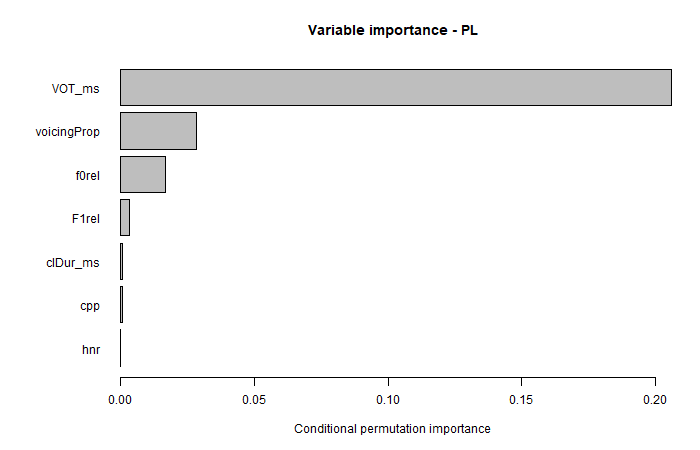 Variable importance - PL
VOT_ms
voicingProp
f0rel
F1rel
clDur_ms
cpp
hnr
0.00 0.05 0.10 0.15 0.20
Conditional permutation importance